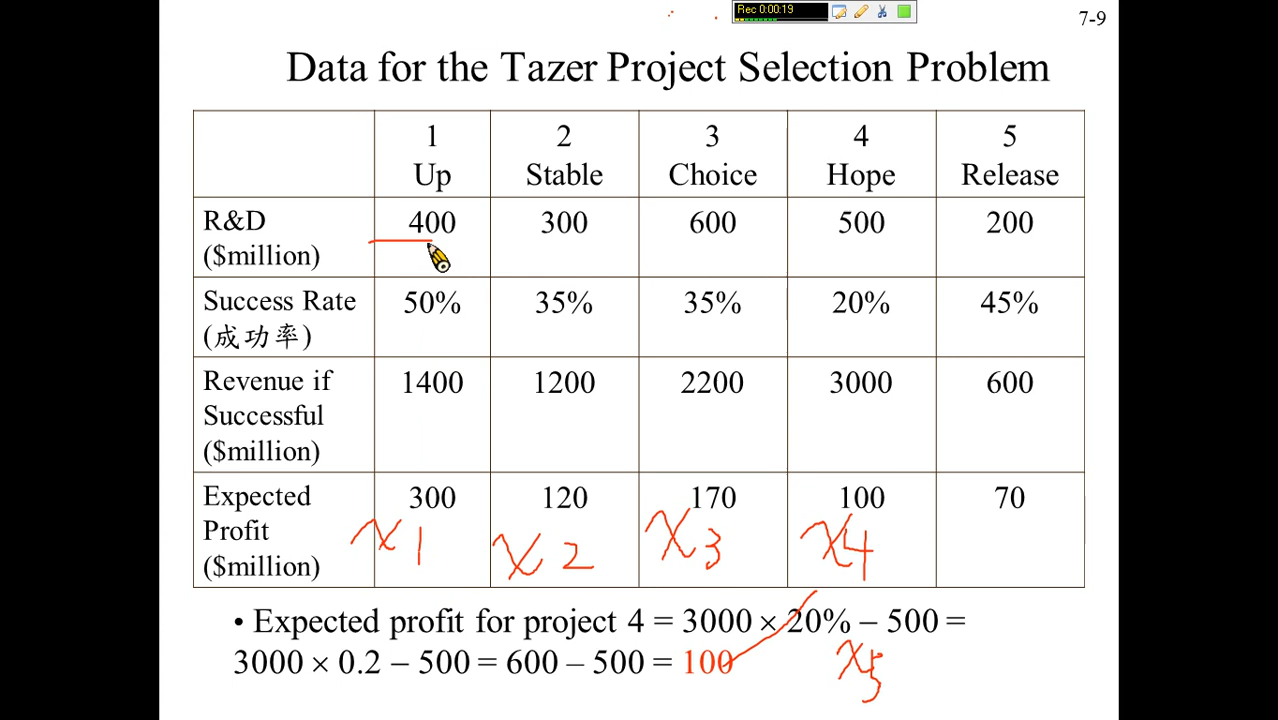 Rec 0:00:19
7-9
Data for the Tazer Project Selection Problem
1 2 3 4 5
Up Stable Choice Hope Release
R&D 400 300 600 500 200
($million)
Success Rate 50% 35% 35% 20% 45%
(成功率)
Revenue if 1400 1200 2200 3000 600
Successful
($million)
Expected 300 120 170 100 70
Profit
($million)
x1 x2 x3 x4
• Expected profit for project 4 = 3000 × 20% – 500 =
3000 × 0.2 – 500 = 600 – 500 = 100
x5